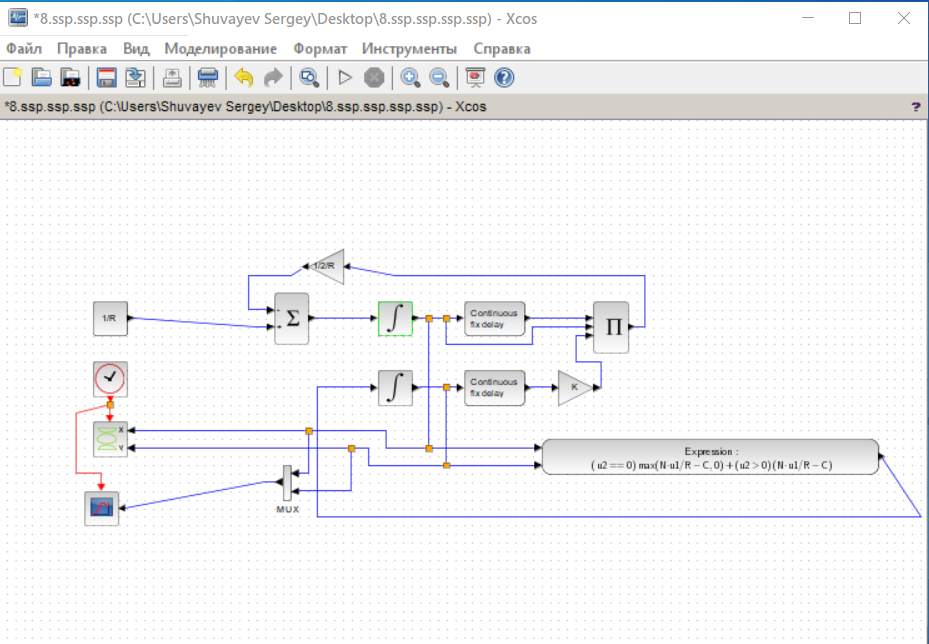 *8.ssp.ssp.ssp (C:\Users\Shuvayev Sergey\Desktop\8.ssp.ssp.ssp.ssp) - Xcos
Файл Правка Вид Моделирование Формат Инструменты Справка
*8.ssp.ssp.ssp (C:\Users\Shuvayev Sergey\Desktop\8.ssp.ssp.ssp.ssp) - Xcos ?
1/2/R
1/R
Σ
∫
Continuous
fix delay
Π
∫
Continuous
fix delay
K
X
Y
Expression :
(u2 == 0) max(N·u1/R − C, 0) + (u2 > 0)(N·u1/R − C)
MUX